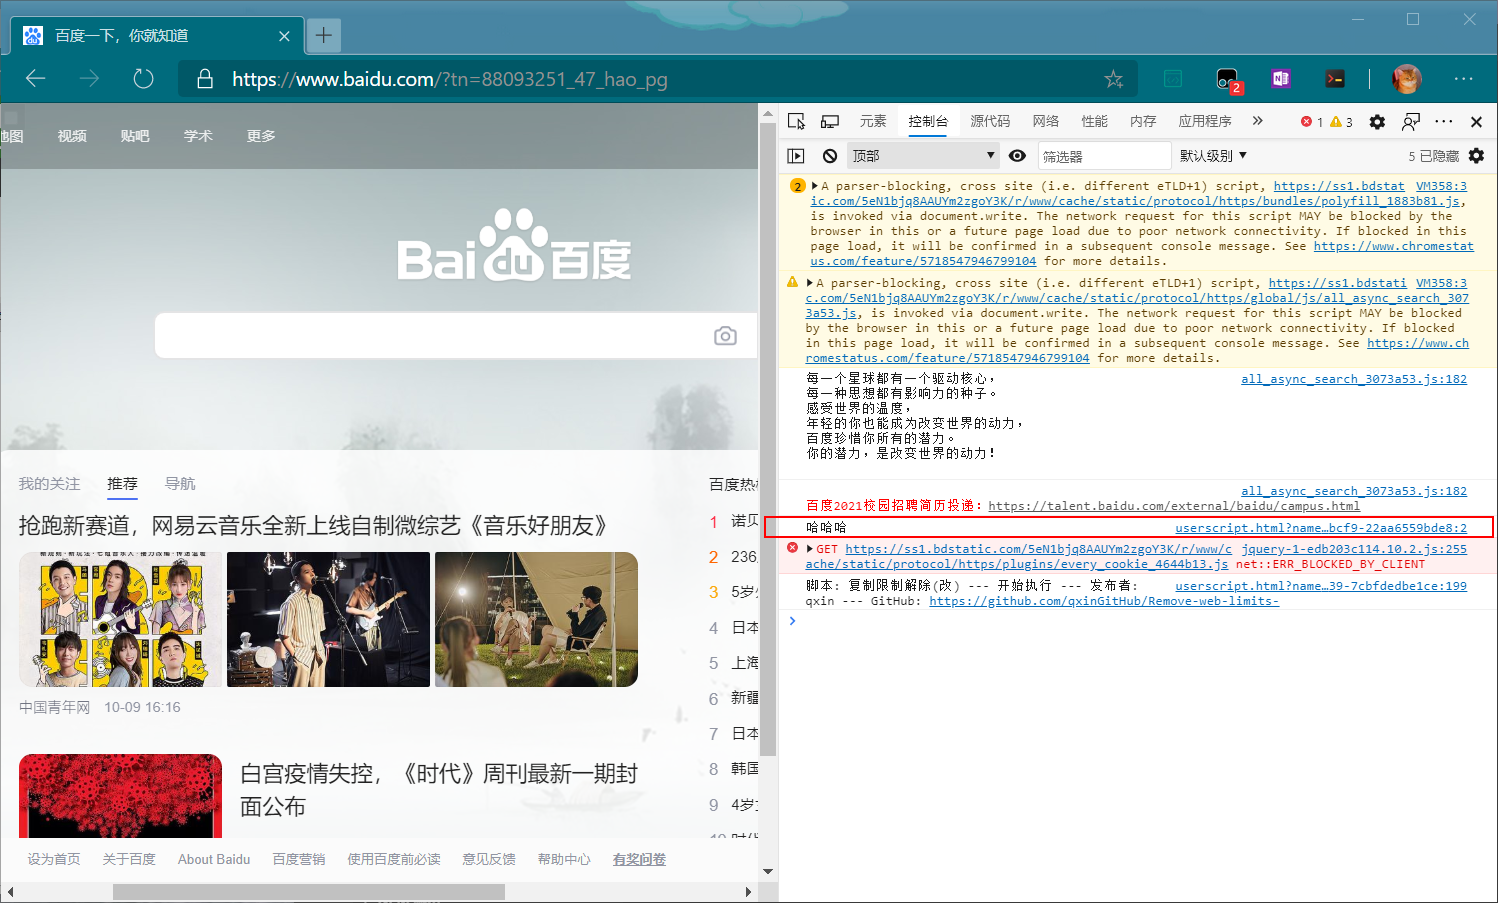 百度一下，你就知道
https://www.baidu.com/?tn=88093251_47_hao_pg
2
地图 视频 贴吧 学术 更多
Bai du 百度
我的关注 推荐 导航
抢跑新赛道，网易云音乐全新上线自制微综艺《音乐好朋友》
中国青年网 10-09 16:16
白宫疫情失控，《时代》周刊最新一期封
面公布
百度热
1 诺贝
2 236
3 5岁
4 日本
5 上海
6 新疆
7 日本
8 韩国
9 4岁
设为首页 关于百度 About Baidu 百度营销 使用百度前必读 意见反馈 帮助中心 有奖问卷
元素 控制台 源代码 网络 性能 内存 应用程序 » 1 3
顶部 筛选器 默认级别 5 已隐藏
2 A parser-blocking, cross site (i.e. different eTLD+1) script, https://ss1.bdstat VM358:3
ic.com/5eN1bjq8AAUYm2zgoY3K/r/www/cache/static/protocol/https/bundles/polyfill_1883b81.js,
is invoked via document.write. The network request for this script MAY be blocked by the
browser in this or a future page load due to poor network connectivity. If blocked in this
page load, it will be confirmed in a subsequent console message. See https://www.chromestat
us.com/feature/5718547946799104 for more details.
A parser-blocking, cross site (i.e. different eTLD+1) script, https://ss1.bdstati VM358:3
c.com/5eN1bjq8AAUYm2zgoY3K/r/www/cache/static/protocol/https/global/js/all_async_search_307
3a53.js, is invoked via document.write. The network request for this script MAY be blocked
by the browser in this or a future page load due to poor network connectivity. If blocked
in this page load, it will be confirmed in a subsequent console message. See https://www.ch
romestatus.com/feature/5718547946799104 for more details.
每一个星球都有一个驱动核心， all_async_search_3073a53.js:182
每一种思想都有影响力的种子。
感受世界的温度，
年轻的你也能成为改变世界的动力，
百度珍惜你所有的潜力。
你的潜力，是改变世界的动力！
all_async_search_3073a53.js:182
百度2021校园招聘简历投递：https://talent.baidu.com/external/baidu/campus.html
哈哈哈 userscript.html?name…bcf9-22aa6559bde8:2
GET https://ss1.bdstatic.com/5eN1bjq8AAUYm2zgoY3K/r/www/c jquery-1-edb203c114.10.2.js:255
ache/static/protocol/https/plugins/every_cookie_4644b13.js net::ERR_BLOCKED_BY_CLIENT
脚本: 复制限制解除(改) --- 开始执行 --- 发布者: userscript.html?name…39-7cbfdedbe1ce:199
qxin --- GitHub: https://github.com/qxinGitHub/Remove-web-limits-